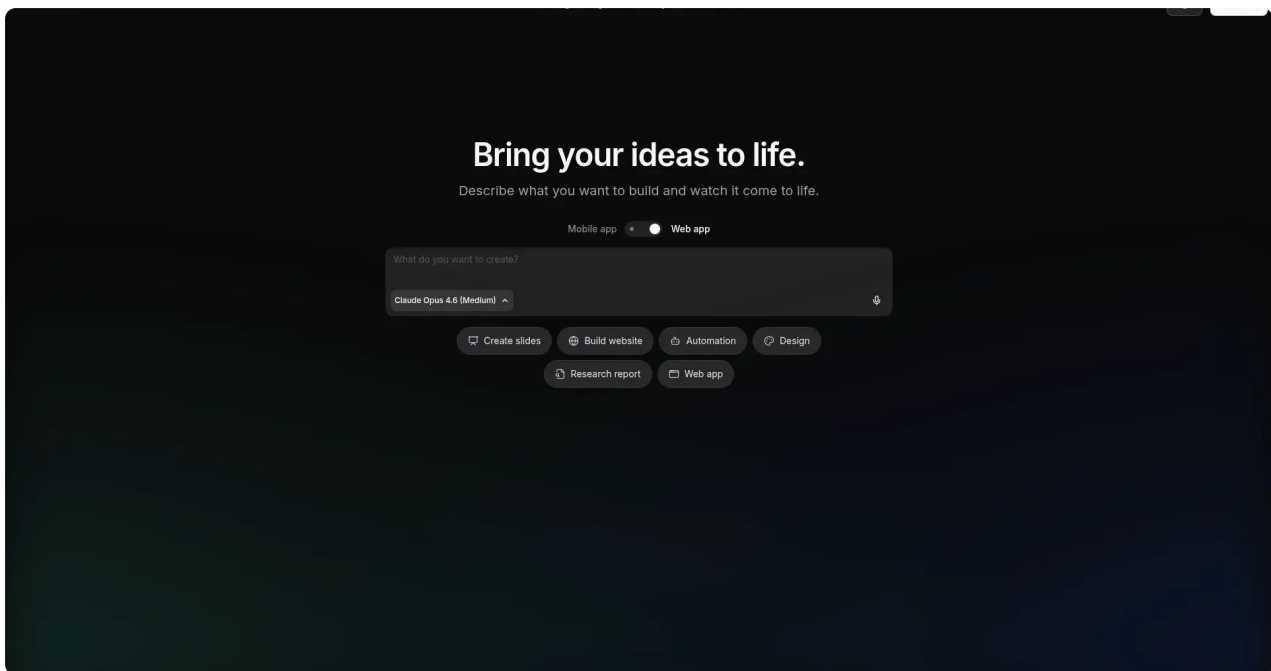 Bring your ideas to life.
Describe what you want to build and watch it come to life.
Mobile app Web app
What do you want to create?
Claude Opus 4.6 (Medium)
Create slides Build website Automation Design
Research report Web app